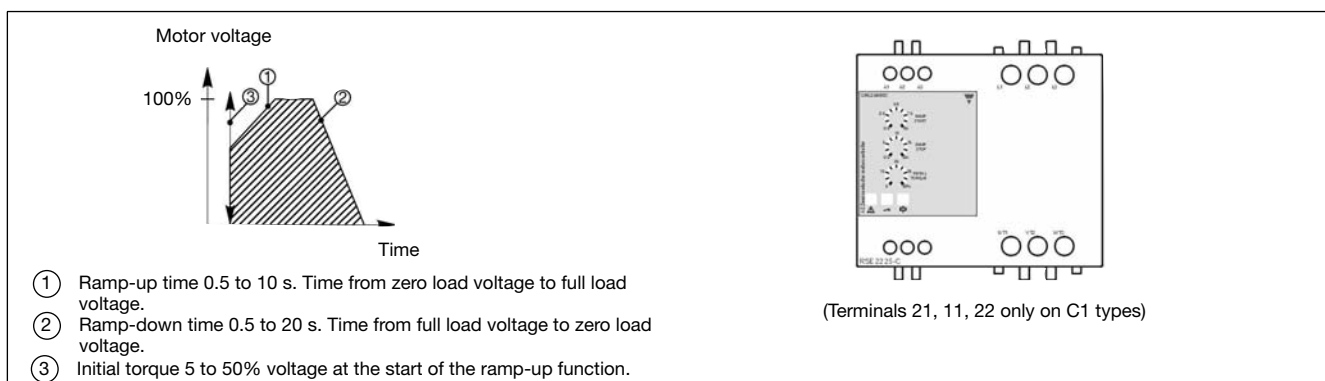 Motor voltage
100%
①
③
②
Time
① Ramp-up time 0.5 to 10 s. Time from zero load voltage to full load
voltage.
② Ramp-down time 0.5 to 20 s. Time from full load voltage to zero load
voltage.
③ Initial torque 5 to 50% voltage at the start of the ramp-up function.
RSE 22 25-C
(Terminals 21, 11, 22 only on C1 types)